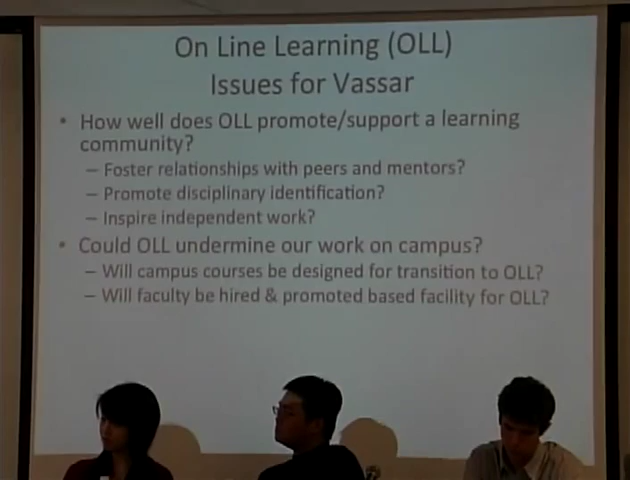 On Line Learning (OLL)
Issues for Vassar
• How well does OLL promote/support a learning
community?
– Foster relationships with peers and mentors?
– Promote disciplinary identification?
– Inspire independent work?
• Could OLL undermine our work on campus?
– Will campus courses be designed for transition to OLL?
– Will faculty be hired & promoted based facility for OLL?